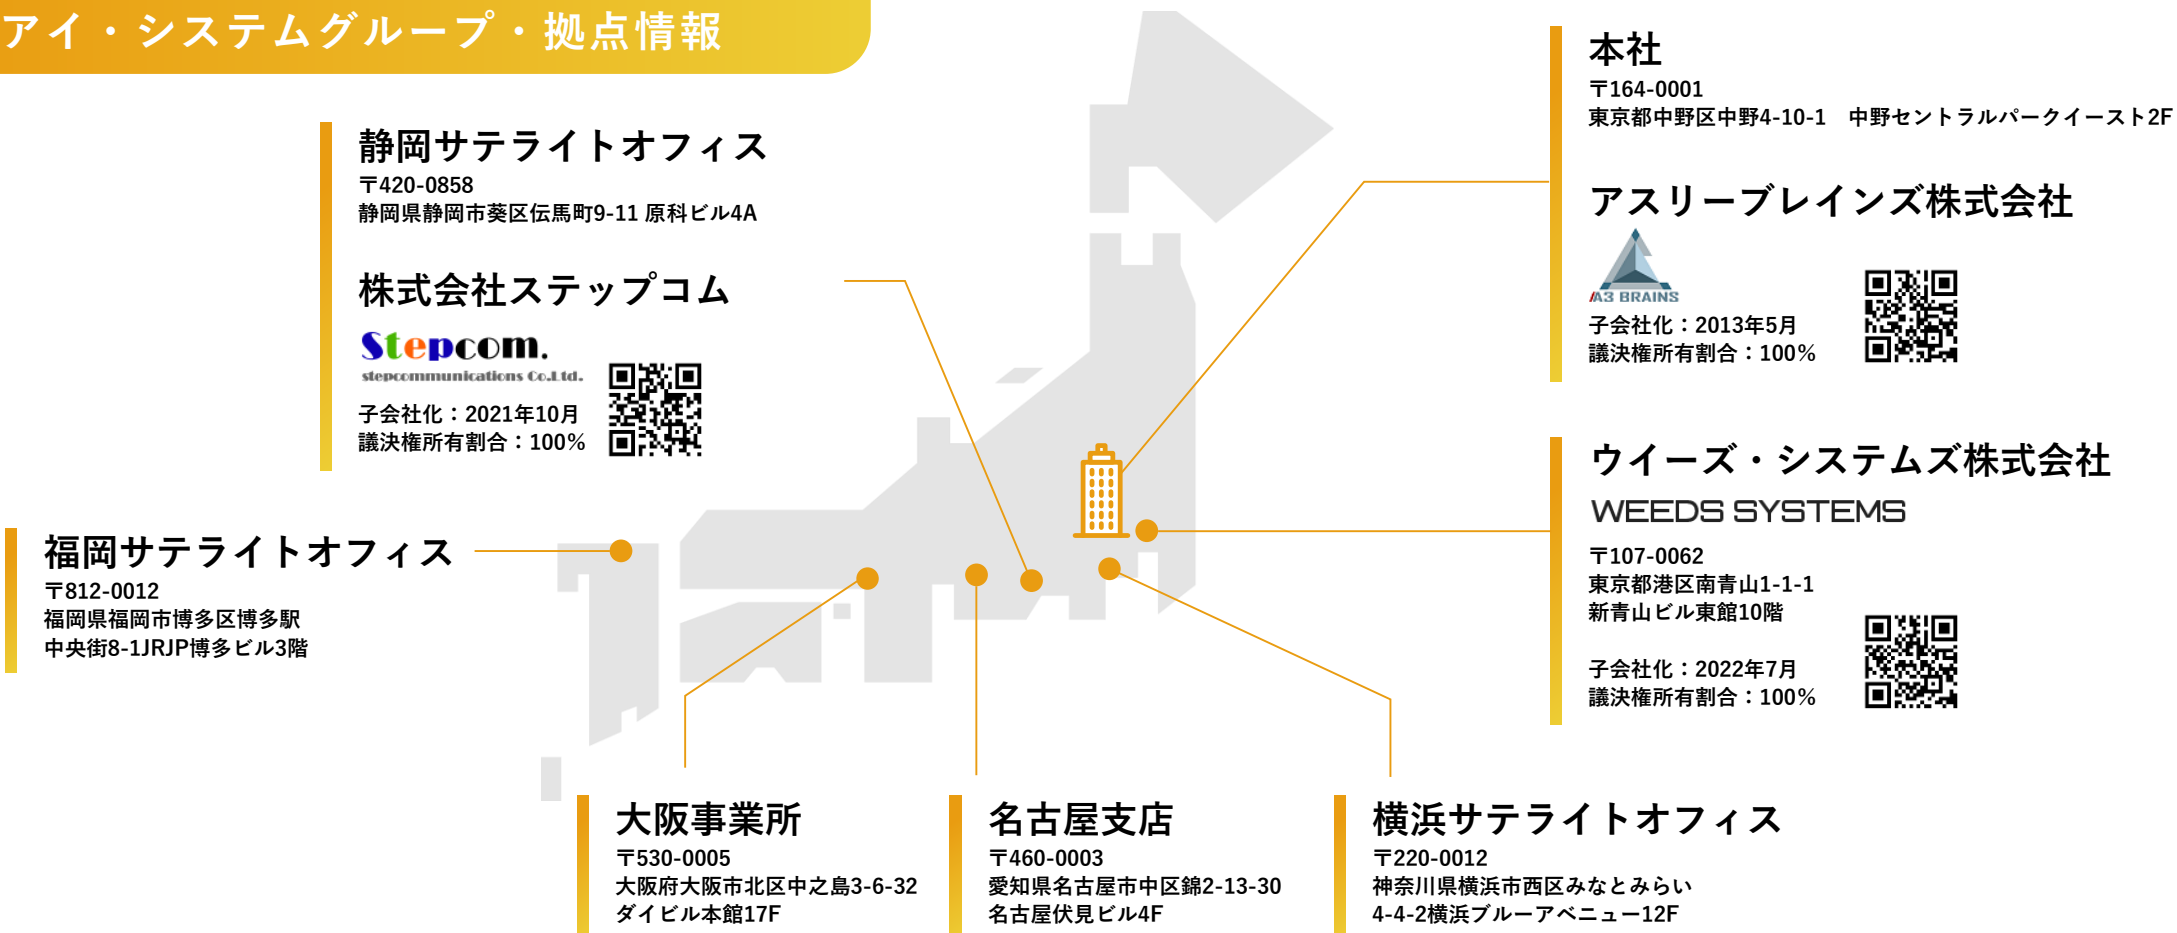 アイ・システムグループ・拠点情報
本社
〒164-0001
東京都中野区中野4-10-1　中野セントラルパークイースト2F
アスリーブレインズ株式会社
A3 BRAINS
子会社化：2013年5月
議決権所有割合：100%
静岡サテライトオフィス
〒420-0858
静岡県静岡市葵区伝馬町9-11 原科ビル4A
株式会社ステップコム
Stepcom.
stepcommunications Co.Ltd.
子会社化：2021年10月
議決権所有割合：100%
ウイーズ・システムズ株式会社
WEEDS SYSTEMS
〒107-0062
東京都港区南青山1-1-1
新青山ビル東館10階
子会社化：2022年7月
議決権所有割合：100%
福岡サテライトオフィス
〒812-0012
福岡県福岡市博多区博多駅
中央街8-1JRJP博多ビル3階
大阪事業所
〒530-0005
大阪府大阪市北区中之島3-6-32
ダイビル本館17F
名古屋支店
〒460-0003
愛知県名古屋市中区錦2-13-30
名古屋伏見ビル4F
横浜サテライトオフィス
〒220-0012
神奈川県横浜市西区みなとみらい
4-4-2横浜ブルーアベニュー12F